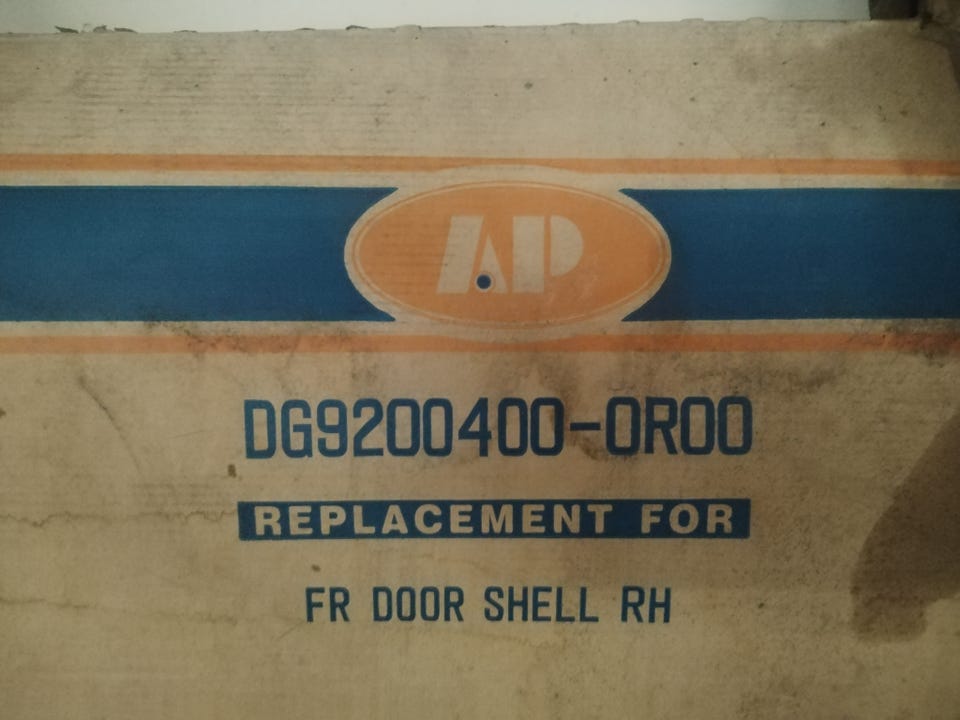 AP
DG9200400-0R00
REPLACEMENT FOR
FR DOOR SHELL RH